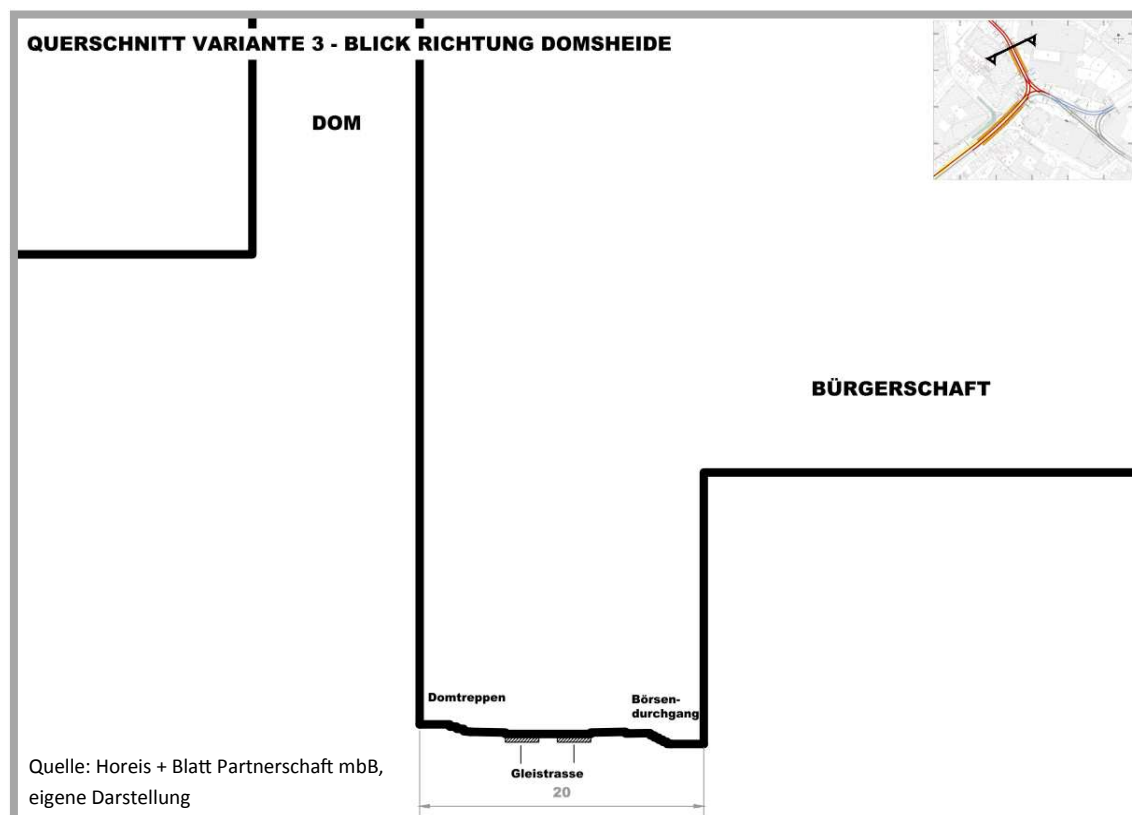 QUERSCHNITT VARIANTE 3 - BLICK RICHTUNG DOMSHEIDE
DOM
BÜRGERSCHAFT
Domtreppen
Börsen-
durchgang
Gleistrasse
20
Quelle: Horeis + Blatt Partnerschaft mbB,
eigene Darstellung